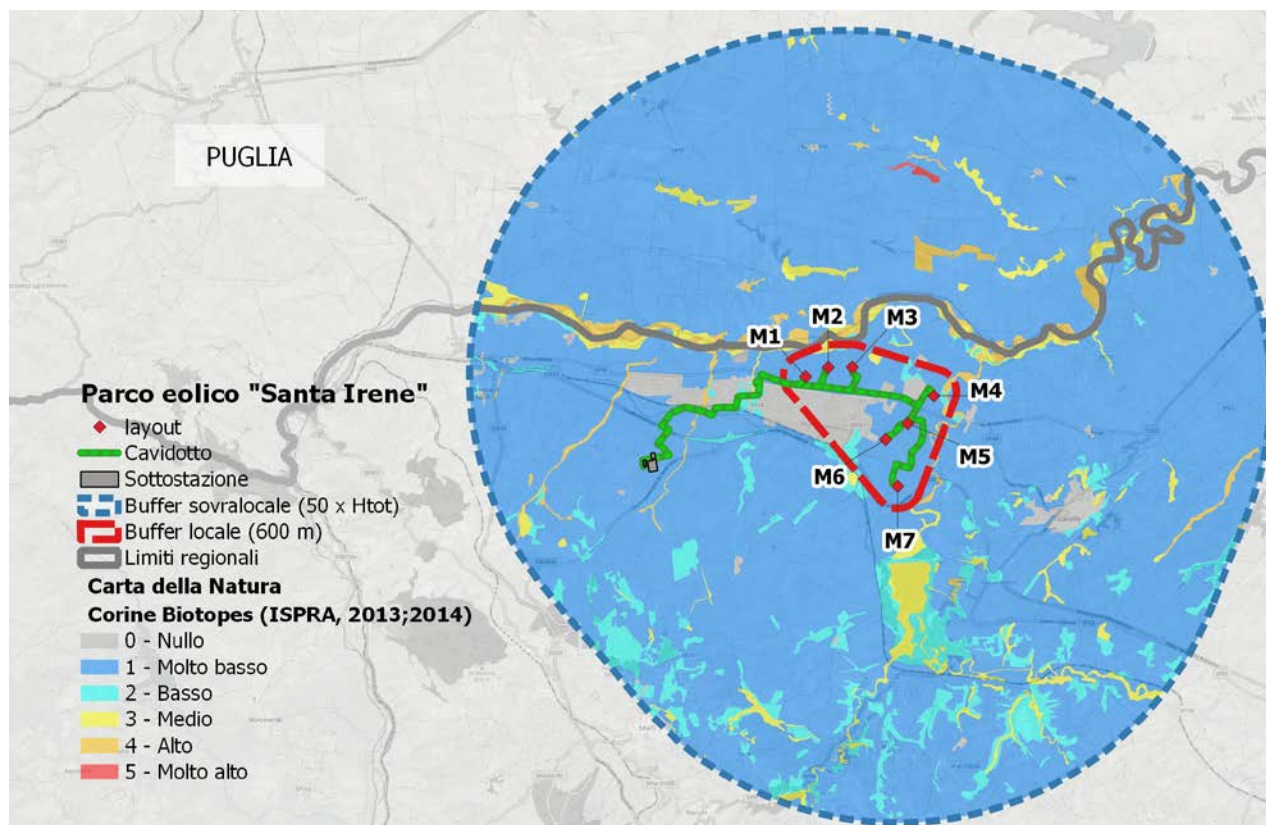 PUGLIA
M1
M2
M3
M4
M5
M6
M7
Parco eolico "Santa Irene"
layout
Cavidotto
Sottostazione
Buffer sovralocale (50 x Htot)
Buffer locale (600 m)
Limiti regionali
Carta della Natura
Corine Biotopes (ISPRA, 2013;2014)
0 - Nullo
1 - Molto basso
2 - Basso
3 - Medio
4 - Alto
5 - Molto alto